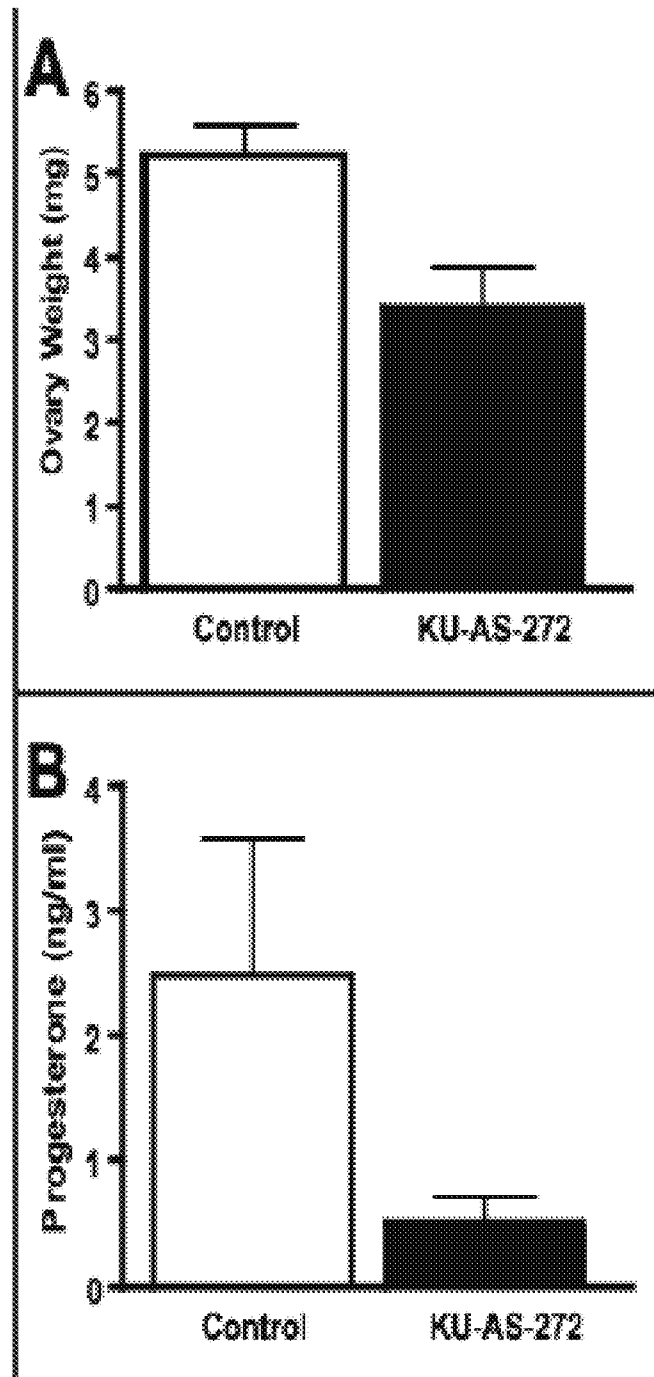 A
Ovary Weight (mg)
6
5
4
3
2
1
0
Control KU-AS-272
B
Progesterone (ng/ml)
4
3
2
1
0
Control KU-AS-272